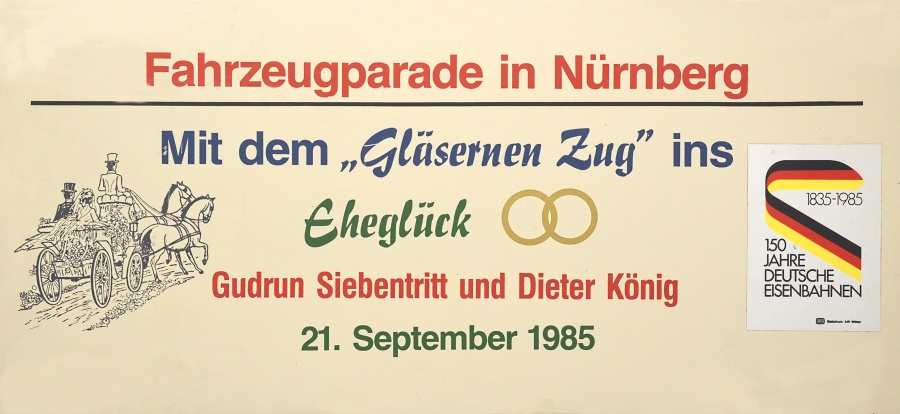 Fahrzeugparade in Nürnberg
Mit dem „Gläsernen Zug” ins
Eheglück
Gudrun Siebentritt und Dieter König
21. September 1985
1835-1985
150
JAHRE
DEUTSCHE
EISENBAHNEN